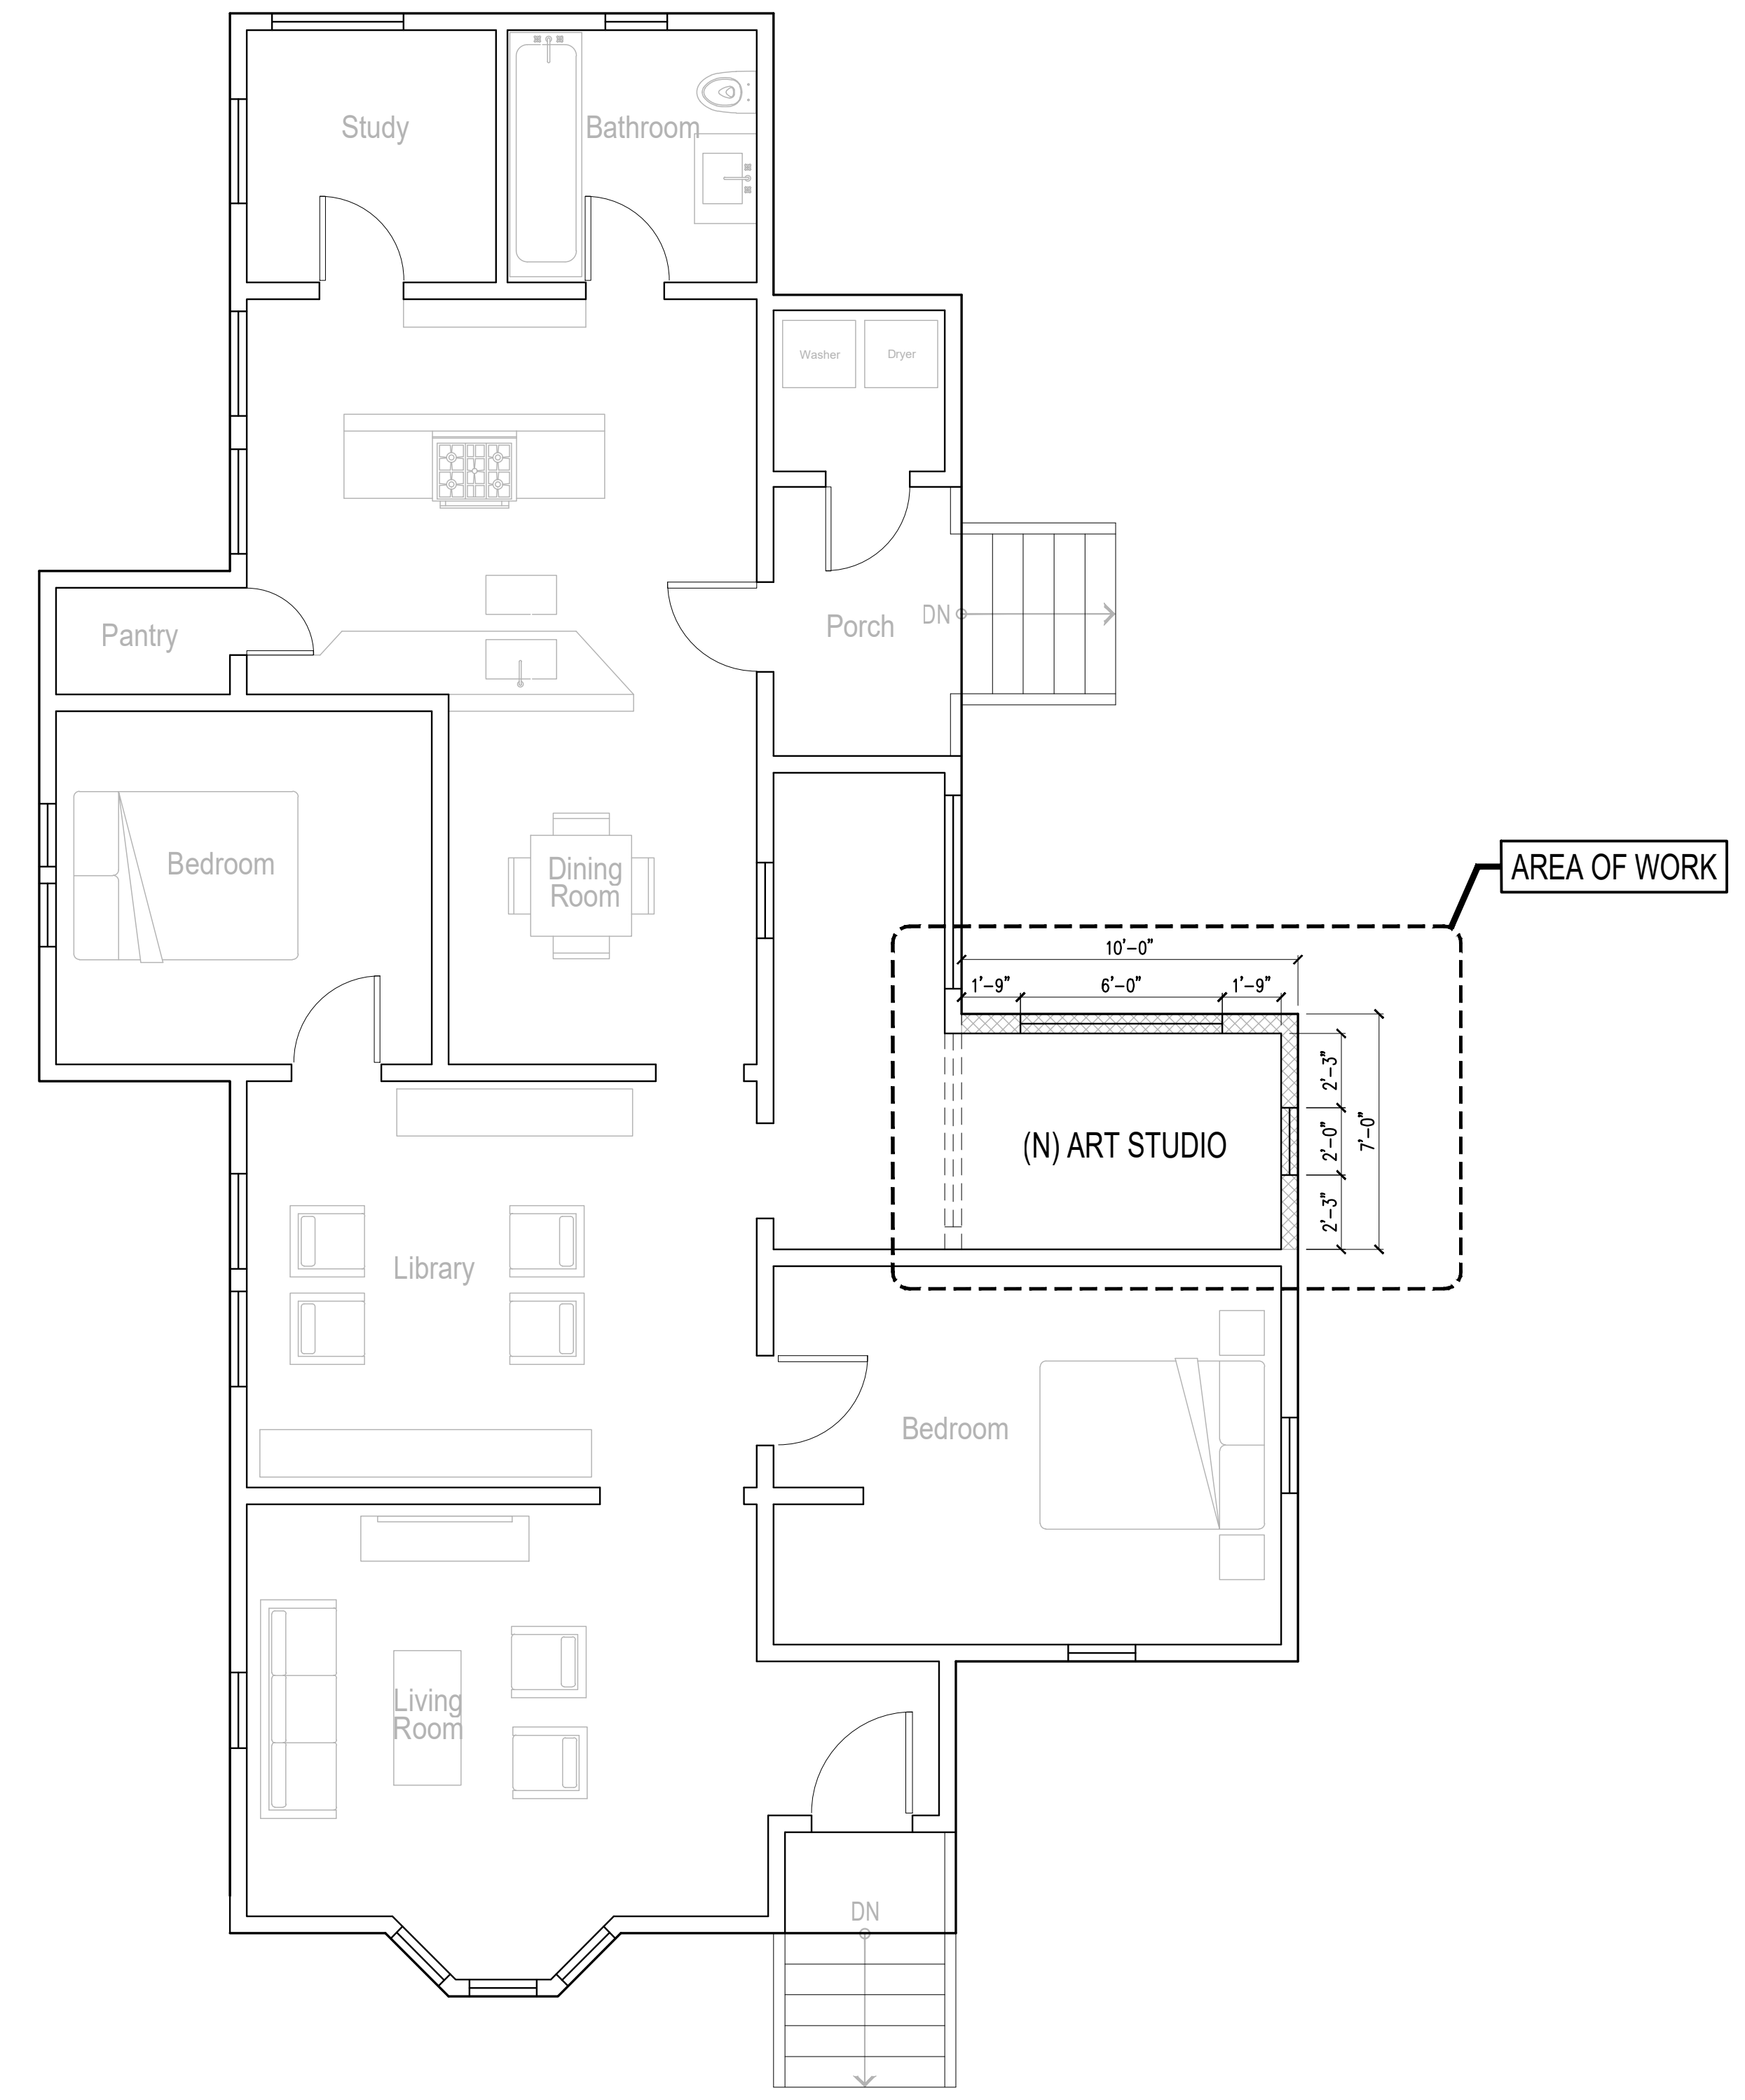 Study
Bathroom
Washer
Dryer
Pantry
Porch
DN
Bedroom
Dining
Room
AREA OF WORK
10'-0"
1'-9"
6'-0"
1'-9"
2'-3"
2'-0"
7'-0"
2'-3"
(N) ART STUDIO
Library
Bedroom
Living
Room
DN